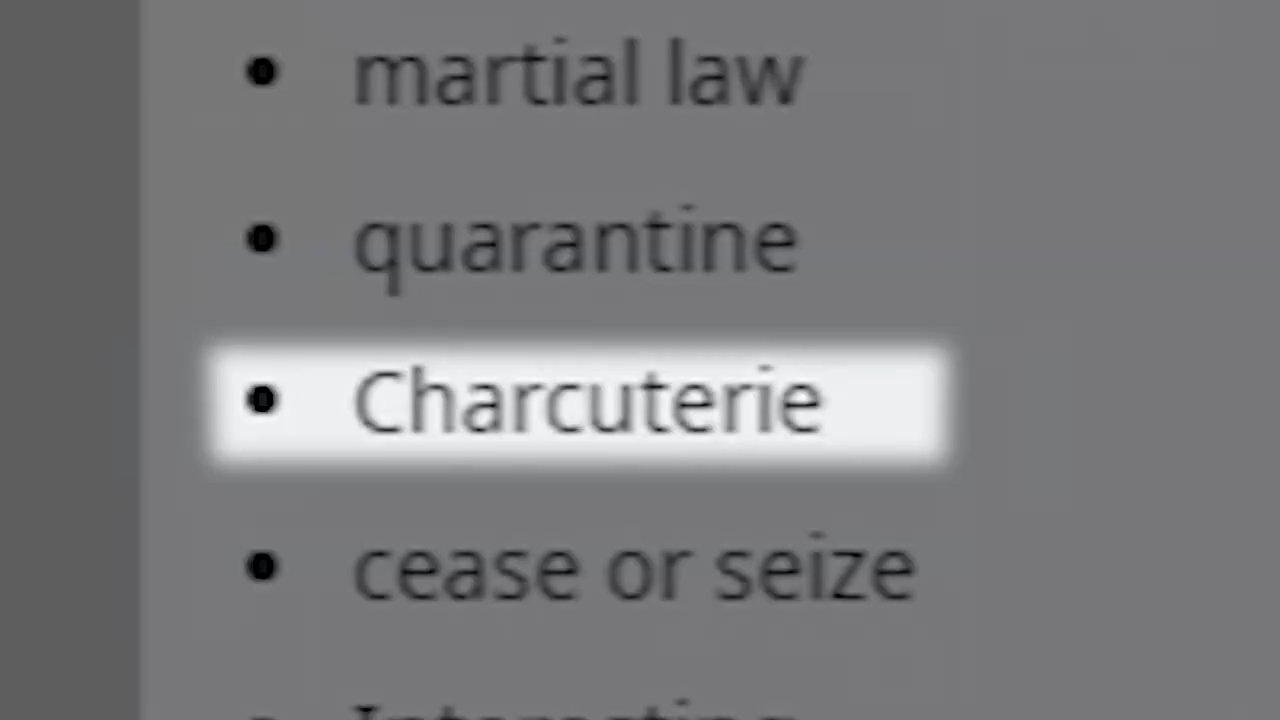 • martial law
• quarantine
• Charcuterie
• cease or seize